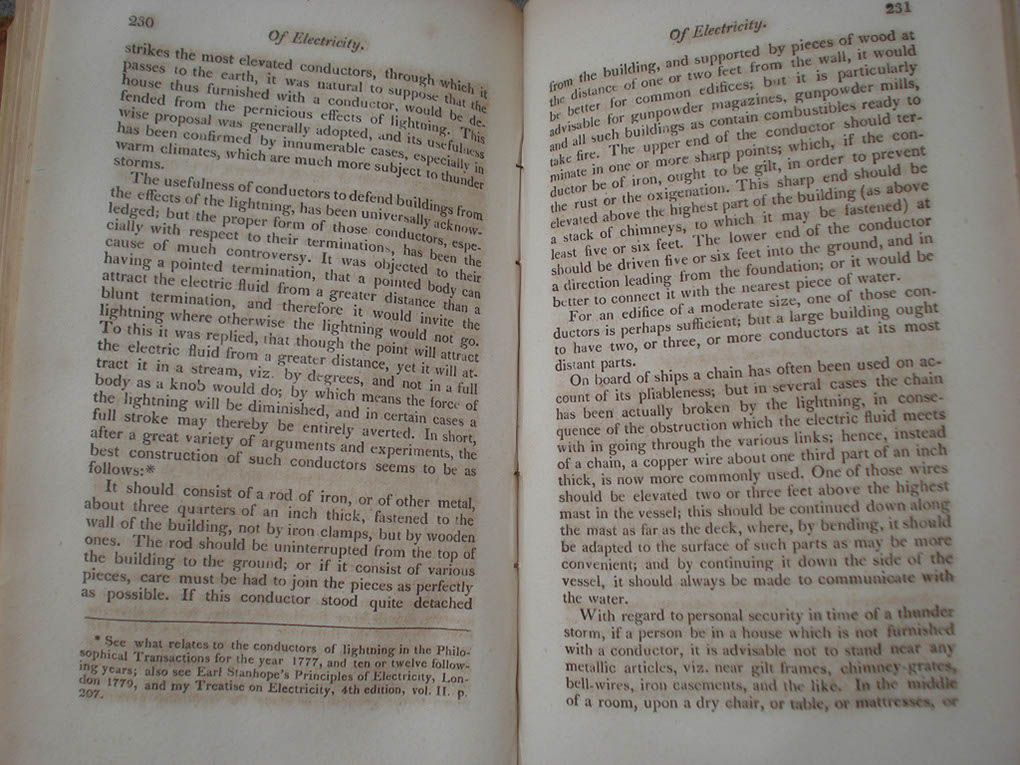 230
Of Electricity.
strikes the most elevated conductors, through which it
passes to the earth, it was natural to suppose that the
house thus furnished with a conductor, would be de-
fended from the pernicious effects of lightning. This
wise proposal was generally adopted, and its usefulness
has been confirmed by innumerable cases, especially in
warm climates, which are much more subject to thunder
storms.
The usefulness of conductors to defend buildings from
the effects of the lightning, has been universally acknow-
ledged; but the proper form of those conductors, espe-
cially with respect to their terminations, has been the
cause of much controversy. It was objected to their
having a pointed termination, that a pointed body can
attract the electric fluid from a greater distance than a
blunt termination, and therefore it would invite the
lightning where otherwise the lightning would not go.
To this it was replied, that though the point will attract
the electric fluid from a greater distance, yet it will at-
tract it in a stream, viz. by degrees, and not in a full
body as a knob would do; by which means the force of
the lightning will be diminished, and in certain cases a
full stroke may thereby be entirely averted. In short,
after a great variety of arguments and experiments, the
best construction of such conductors seems to be as
follows:*
It should consist of a rod of iron, or of other metal,
about three quarters of an inch thick, fastened to the
wall of the building, not by iron clamps, but by wooden
ones. The rod should be uninterrupted from the top of
the building to the ground; or if it consist of various
pieces, care must be had to join the pieces as perfectly
as possible. If this conductor stood quite detached
* See what relates to the conductors of lightning in the Philo-
sophical Transactions for the year 1777, and ten or twelve follow-
ing years; also see Earl Stanhope's Principles of Electricity, Lon-
don 1779, and my Treatise on Electricity, 4th edition, vol. II. p.
207.
231
Of Electricity.
from the building, and supported by pieces of wood at
the distance of one or two feet from the wall, it would
be better for common edifices; but it is particularly
advisable for gunpowder magazines, gunpowder mills,
and all such buildings as contain combustibles ready to
take fire. The upper end of the conductor should ter-
minate in one or more sharp points; which, if the con-
ductor be of iron, ought to be gilt, in order to prevent
the rust or the oxigenation. This sharp end should be
elevated above the highest part of the building (as above
a stack of chimneys, to which it may be fastened) at
least five or six feet. The lower end of the conductor
should be driven five or six feet into the ground, and in
a direction leading from the foundation; or it would be
better to connect it with the nearest piece of water.
For an edifice of a moderate size, one of those con-
ductors is perhaps sufficient; but a large building ought
to have two, or three, or more conductors at its most
distant parts.
On board of ships a chain has often been used on ac-
count of its pliableness; but in several cases the chain
has been actually broken by the lightning, in conse-
quence of the obstruction which the electric fluid meets
with in going through the various links; hence, instead
of a chain, a copper wire about one third part of an inch
thick, is now more commonly used. One of those wires
should be elevated two or three feet above the highest
mast in the vessel; this should be continued down along
the mast as far as the deck, where, by bending, it should
be adapted to the surface of such parts as may be more
convenient; and by continuing it down the side of the
vessel, it should always be made to communicate with
the water.
With regard to personal security in time of a thunder
storm, if a person be in a house which is not furnished
with a conductor, it is advisable not to stand near any
metallic articles, viz. near gilt frames, chimney-grates,
bell-wires, iron casements, and the like. In the middle
of a room, upon a dry chair, or table, or mattresses, or